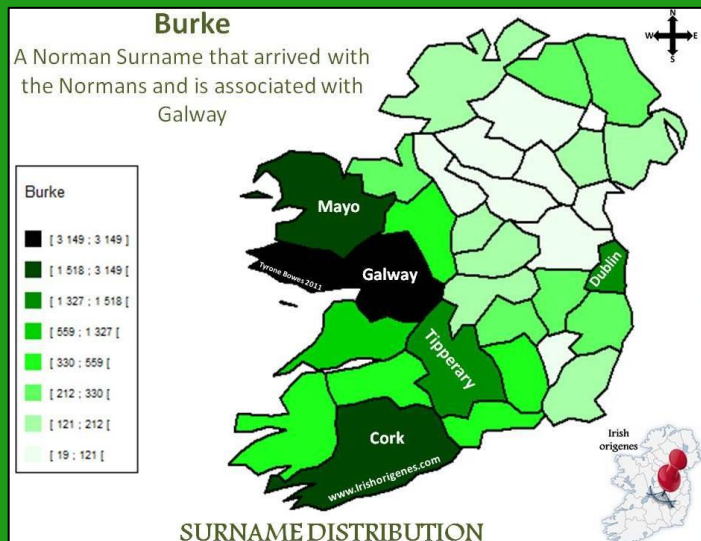 Burke
A Norman Surname that arrived with
the Normans and is associated with
Galway
N
W E
S
Burke
[ 3 149 ; 3 149 ]
[ 1 518 ; 3 149 [
[ 1 327 ; 1 518 [
[ 559 ; 1 327 [
[ 330 ; 559 [
[ 212 ; 330 [
[ 121 ; 212 [
[ 19 ; 121 [
Mayo
Tyrone Bowes 2011
Galway
Dublin
Tipperary
Cork
www.Irishorigenes.com
Irish
origenes
SURNAME DISTRIBUTION